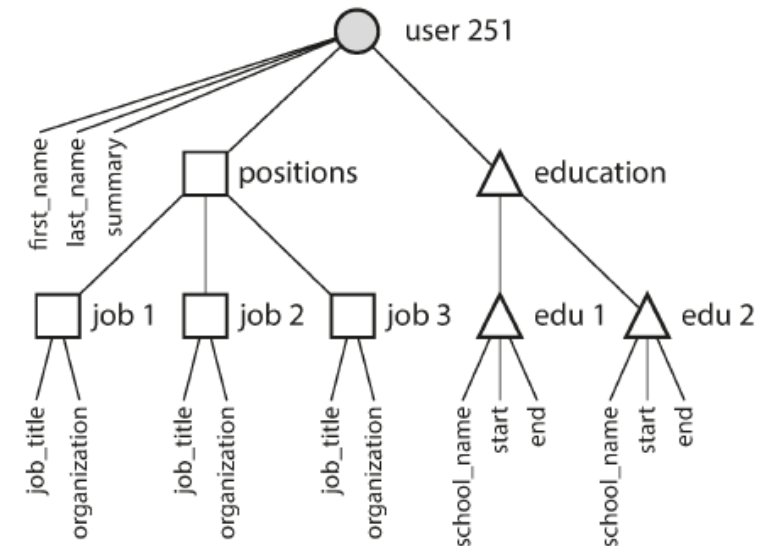 user 251
first_name
last_name
summary
positions
education
job 1
job 2
job 3
edu 1
edu 2
job_title
organization
job_title
organization
job_title
organization
school_name
start
end
school_name
start
end